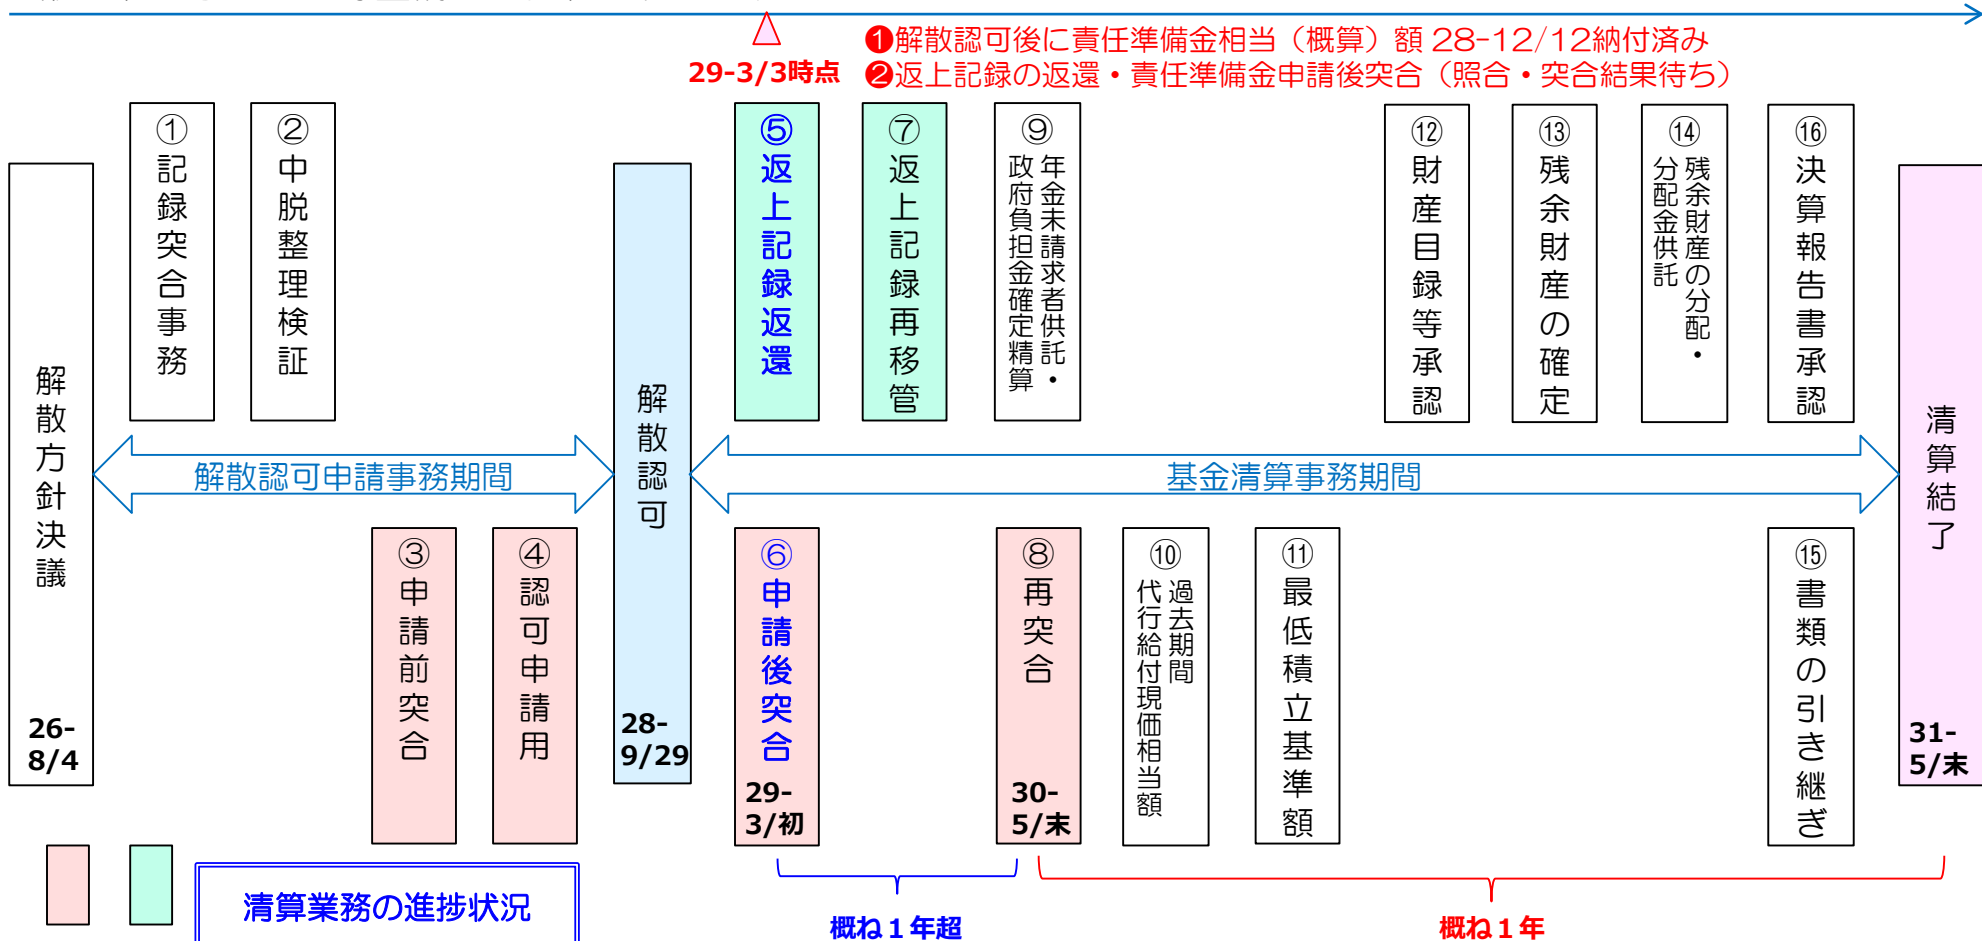 ❶解散認可後に責任準備金相当（概算）額 28-12/12納付済み
29-3/3時点
❷返上記録の返還・責任準備金申請後突合（照合・突合結果待ち）
解散方針決議
26-
8/4
①記録突合事務
②中脱整理検証
③申請前突合
④認可申請用
解散認可申請事務期間
解散認可
28-
9/29
⑤返上記録返還
⑥申請後突合
29-
3/初
⑦返上記録再移管
⑧再突合
30-
5/末
⑨年金未請求者供託・
政府負担金確定精算
⑩過去期間
代行給付現価相当額
⑪最低積立基準額
基金清算事務期間
⑫財産目録等承認
⑬残余財産の確定
⑭残余財産の分配・
分配金供託
⑮書類の引き継ぎ
⑯決算報告書承認
清算結了
31-
5/末
清算業務の進捗状況
概ね１年超
概ね１年